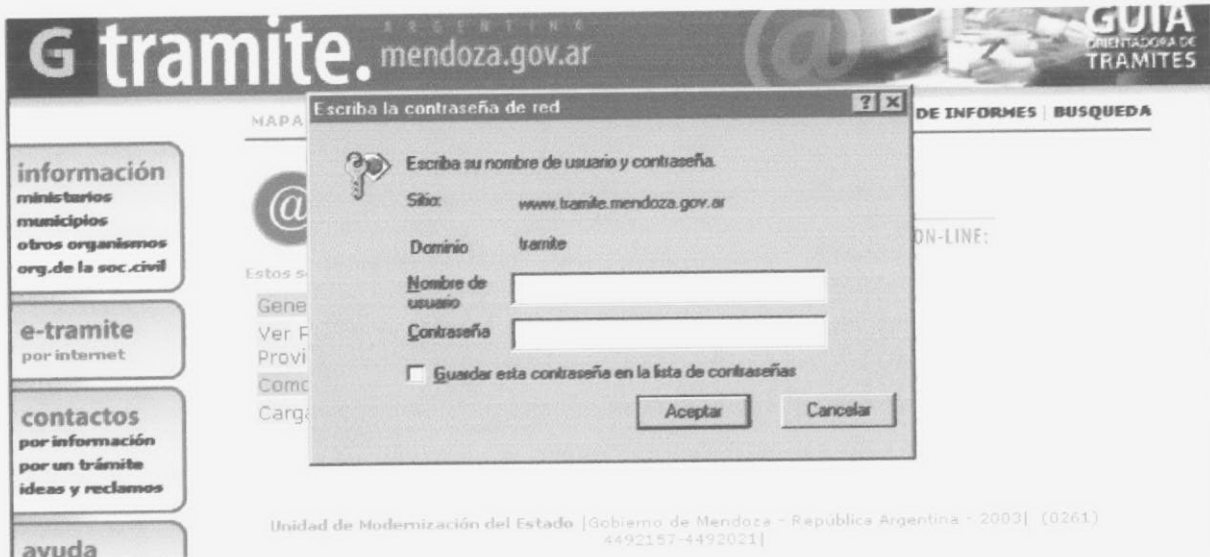 G tramite. mendoza.gov.ar
ARGENTINA
GUIA
ORIENTADORA DE
TRAMITES
MAPA
DE INFORMES | BUSQUEDA
Escriba la contraseña de red
? X
Escriba su nombre de usuario y contraseña.
Sitio: www.tramite.mendoza.gov.ar
Dominio tramite
Nombre de
usuario
Contraseña
Guardar esta contraseña en la lista de contraseñas
Aceptar Cancelar
información
ministerios
municipios
otros organismos
org.de la soc.civil
e-tramite
por internet
contactos
por información
por un trámite
ideas y reclamos
ayuda
@
ON-LINE:
Estos s
Gene
Ver F
Provi
Como
Carga
Unidad de Modernización del Estado |Gobierno de Mendoza - República Argentina - 2003| (0261)
4492157-4492021|